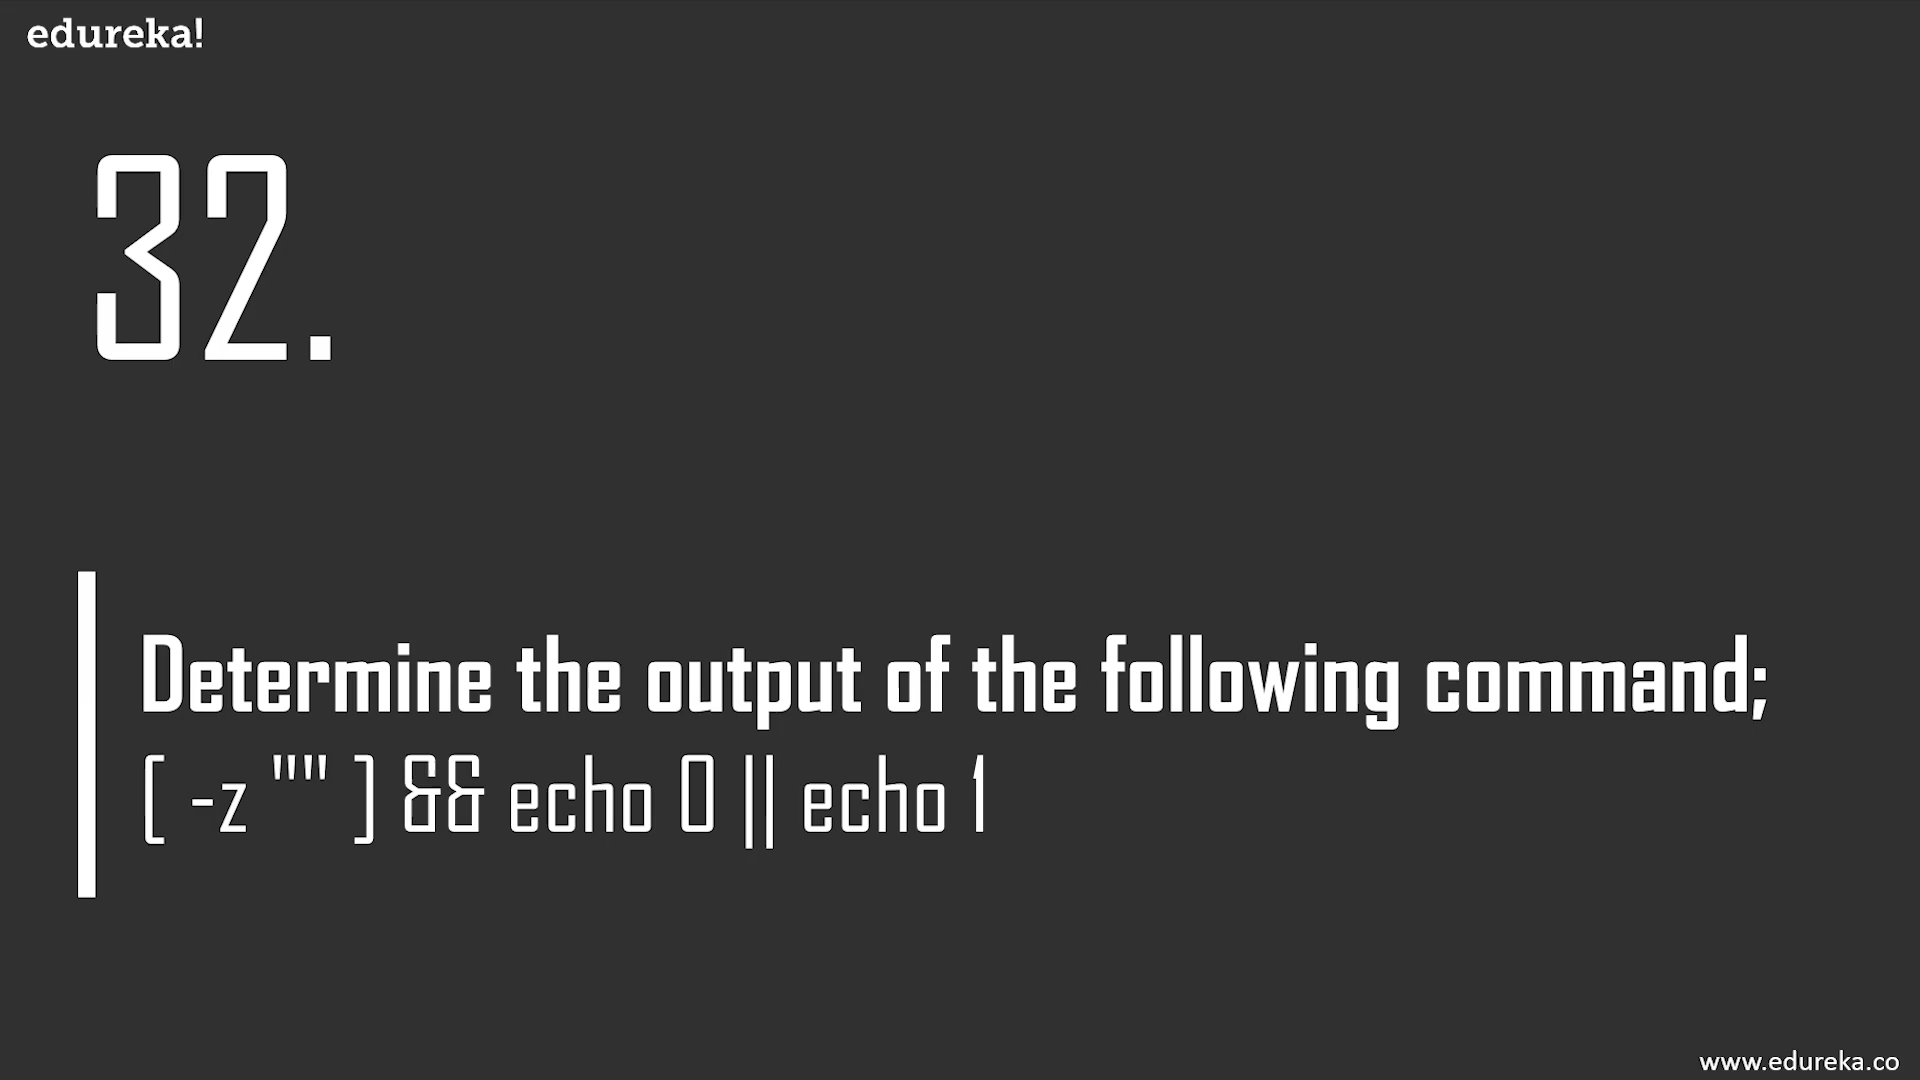 edureka!
32.
Determine the output of the following command;
[ -z "" ] && echo 0 || echo 1
www.edureka.co